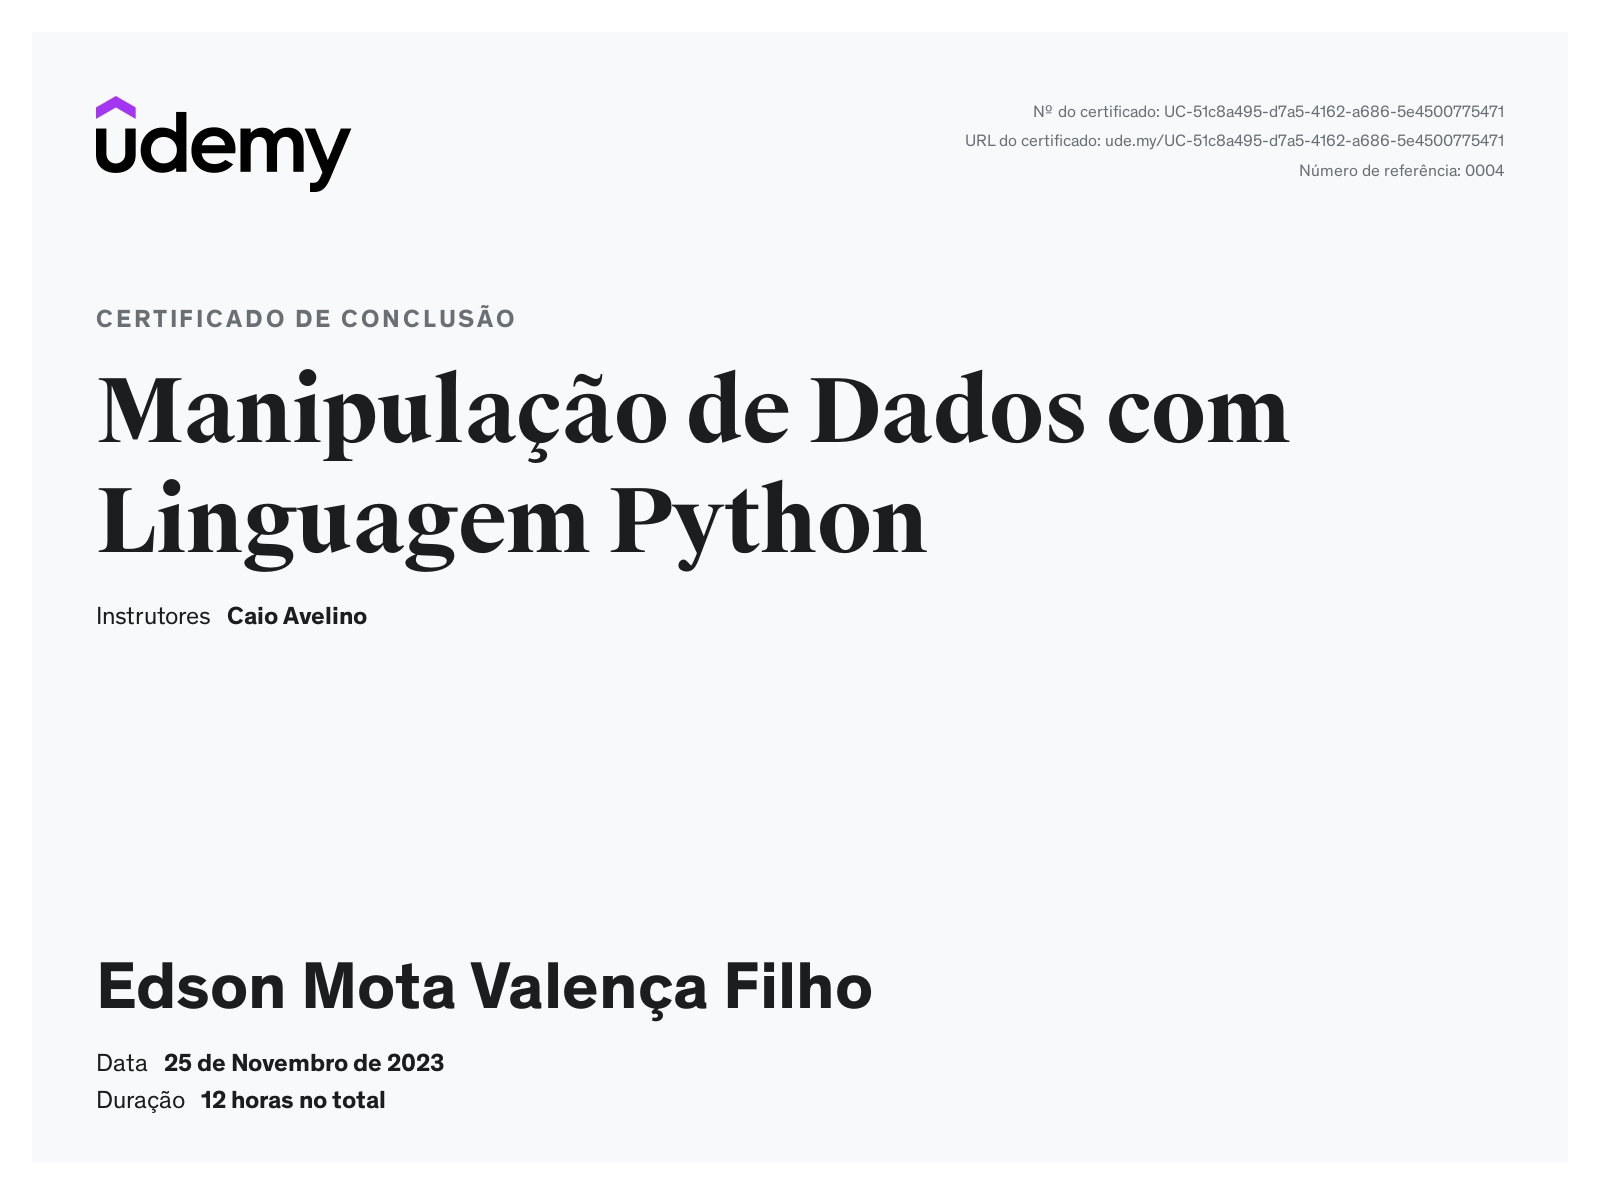 udemy
Nº do certificado: UC-51c8a495-d7a5-4162-a686-5e4500775471
URL do certificado: ude.my/UC-51c8a495-d7a5-4162-a686-5e4500775471
Número de referência: 0004
CERTIFICADO DE CONCLUSÃO
Manipulação de Dados com
Linguagem Python
Instrutores Caio Avelino
Edson Mota Valença Filho
Data 25 de Novembro de 2023
Duração 12 horas no total